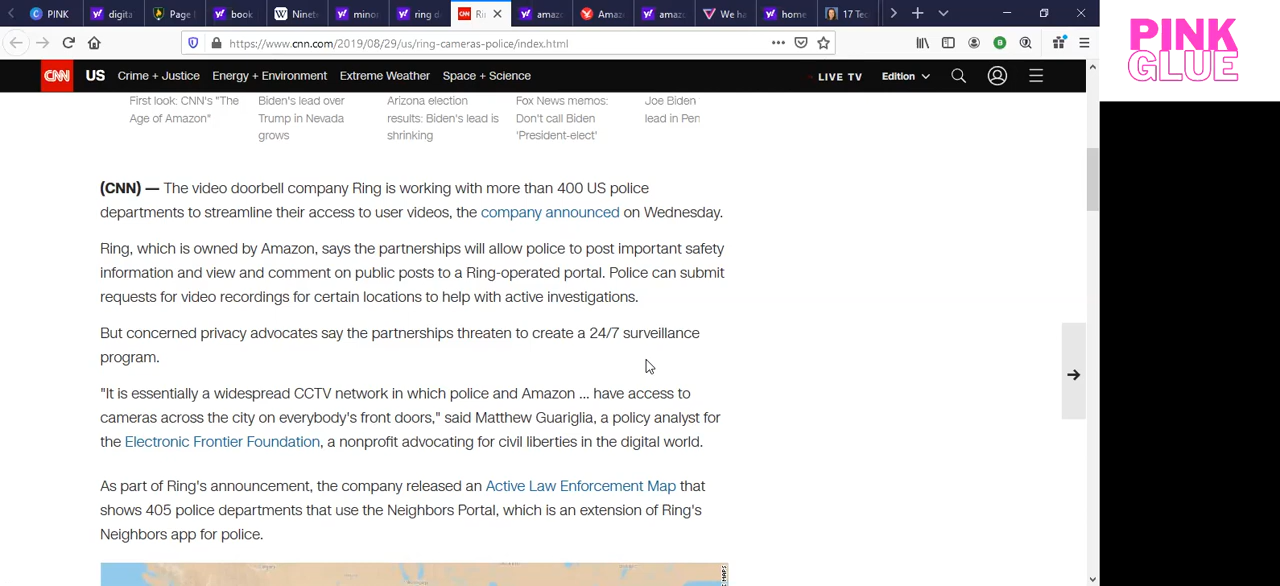 PINK
digita
Page
book
Ninet
minor
ring d
CNN
Rin
amazo
Amaz
amazo
We ha
home
17 Tec
https://www.cnn.com/2019/08/29/us/ring-cameras-police/index.html
PINK
GLUE
CNN US Crime + Justice Energy + Environment Extreme Weather Space + Science LIVE TV Edition
First look: CNN's "The Biden's lead over Arizona election Fox News memos: Joe Biden
Age of Amazon" Trump in Nevada results: Biden's lead is Don't call Biden lead in Pen
grows shrinking 'President-elect'
(CNN) — The video doorbell company Ring is working with more than 400 US police
departments to streamline their access to user videos, the company announced on Wednesday.
Ring, which is owned by Amazon, says the partnerships will allow police to post important safety
information and view and comment on public posts to a Ring-operated portal. Police can submit
requests for video recordings for certain locations to help with active investigations.
But concerned privacy advocates say the partnerships threaten to create a 24/7 surveillance
program.
"It is essentially a widespread CCTV network in which police and Amazon ... have access to
cameras across the city on everybody's front doors," said Matthew Guariglia, a policy analyst for
the Electronic Frontier Foundation, a nonprofit advocating for civil liberties in the digital world.
As part of Ring's announcement, the company released an Active Law Enforcement Map that
shows 405 police departments that use the Neighbors Portal, which is an extension of Ring's
Neighbors app for police.
MAPS